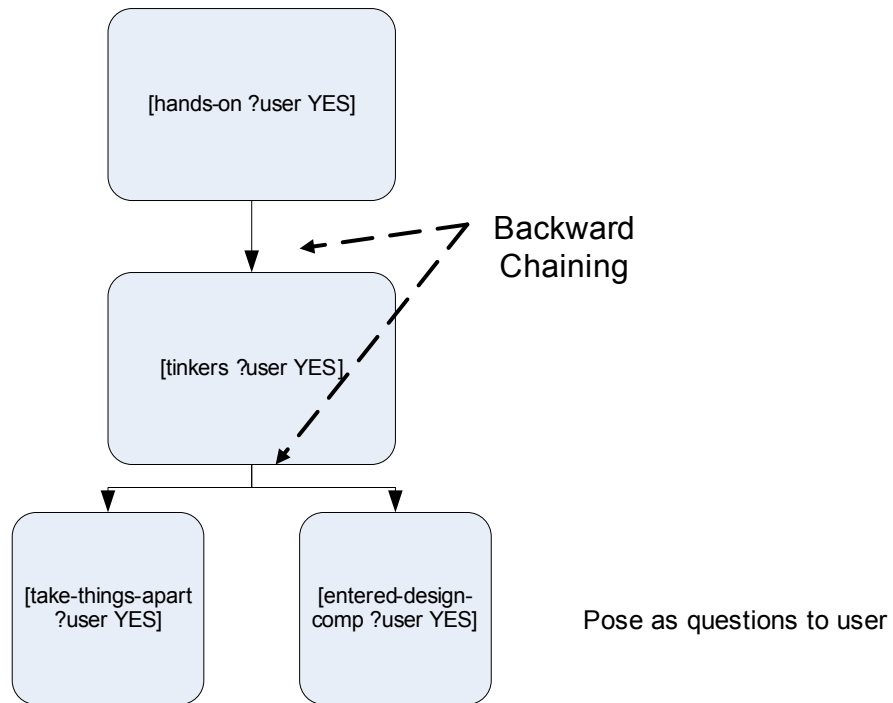 [hands-on ?user YES]
Backward
Chaining
[tinkers ?user YES]
[take-things-apart
?user YES]
[entered-design-
comp ?user YES]
Pose as questions to user